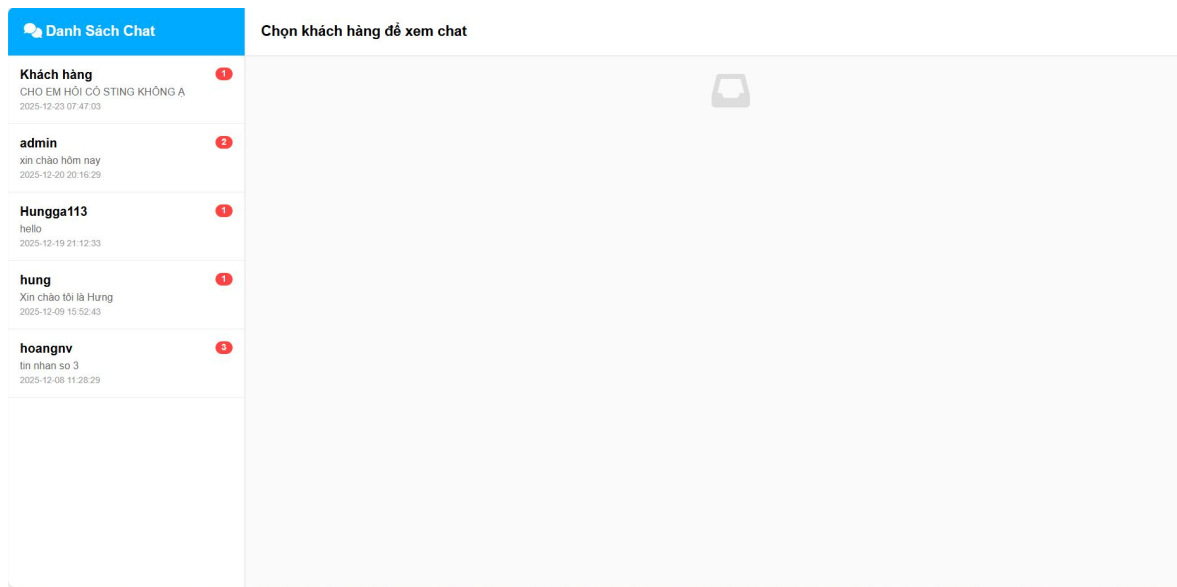 Danh Sách Chat
Chọn khách hàng để xem chat
Khách hàng
1
CHO EM HỎI CÓ STING KHÔNG Ạ
2025-12-23 07:47:03
admin
2
xin chào hôm nay
2025-12-20 20:16:29
Hungga113
1
hello
2025-12-19 21:12:33
hung
1
Xin chào tôi là Hưng
2025-12-09 15:52:43
hoangnv
3
tin nhan so 3
2025-12-08 11:28:29